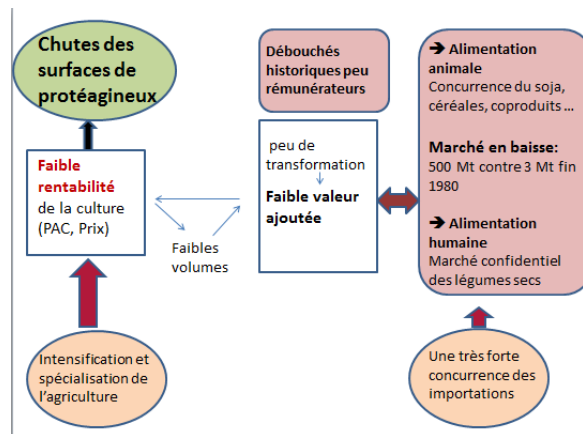 Chutes des
surfaces de
protéagineux
Faible
rentabilité
de la culture
(PAC, Prix)
Intensification et
spécialisation de
l'agriculture
Faibles
volumes
Débouchés
historiques peu
rémunérateurs
peu de
transformation
Faible valeur
ajoutée
➔ Alimentation
animale
Concurrence du soja,
céréales, coproduits ...
Marché en baisse:
500 Mt contre 3 Mt fin
1980
➔ Alimentation
humaine
Marché confidentiel
des légumes secs
Une très forte
concurrence des
importations